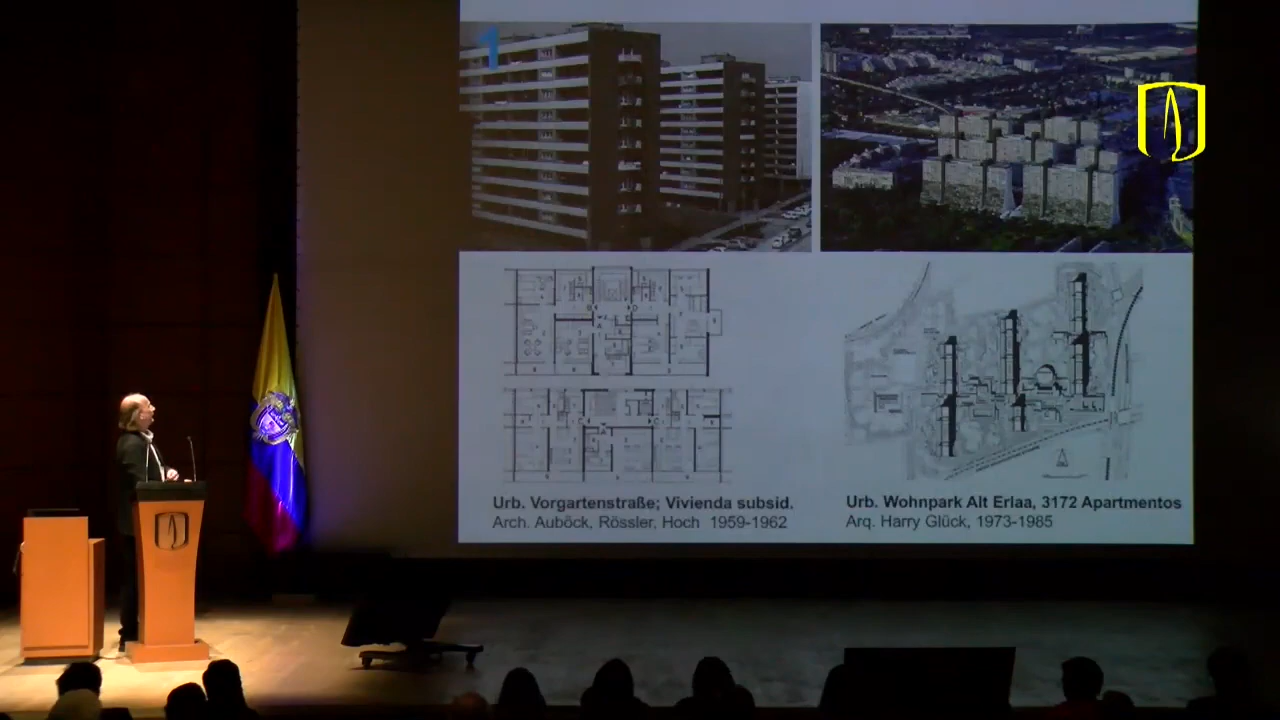 1
Urb. Vorgartenstraße; Vivienda subsid.
Arch. Auböck, Rössler, Hoch 1959-1962
Urb. Wohnpark Alt Erlaa, 3172 Apartmentos
Arq. Harry Glück, 1973-1985